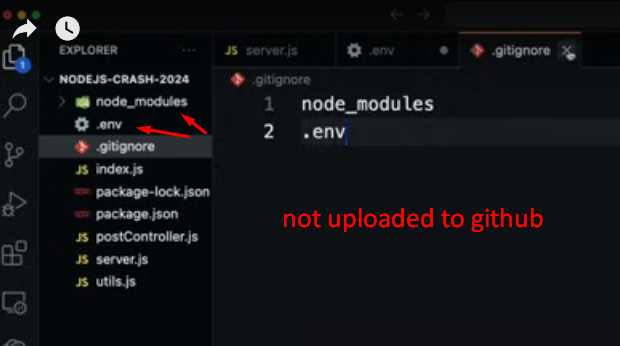 EXPLORER
...
JS server.js
.env
.gitignore
NODEJS-CRASH-2024
.gitignore
node_modules
1 node_modules
.env
2 .env
.gitignore
JS index.js
package-lock.json
package.json
not uploaded to github
JS postController.js
JS server.js
JS utils.js
1